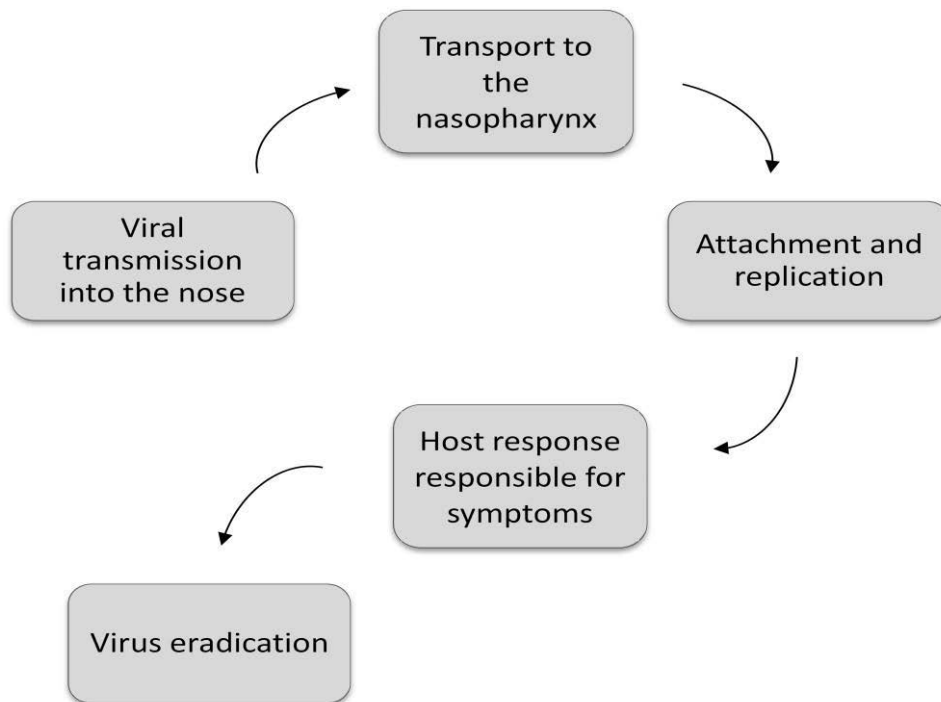 Transport to
the
nasopharynx
Viral
transmission
into the nose
Attachment and
replication
Host response
responsible for
symptoms
Virus eradication